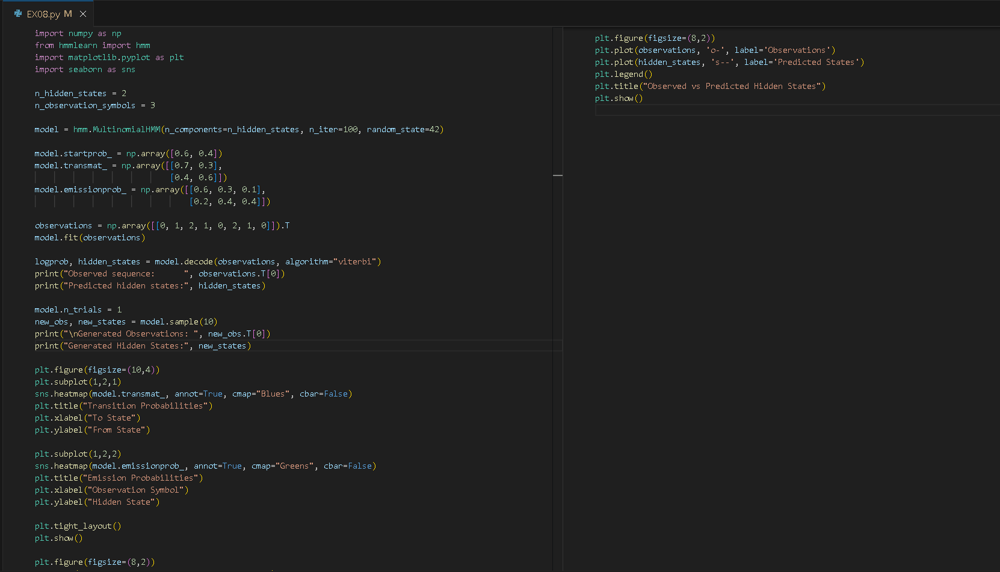 EX08.py M
import numpy as np
from hmmlearn import hmm
import matplotlib.pyplot as plt
import seaborn as sns
n_hidden_states = 2
n_observation_symbols = 3
model = hmm.MultinomialHMM(n_components=n_hidden_states, n_iter=100, random_state=42)
model.startprob_ = np.array([0.6, 0.4])
model.transmat_ = np.array([[0.7, 0.3],
[0.4, 0.6]])
model.emissionprob_ = np.array([[0.6, 0.3, 0.1],
[0.2, 0.4, 0.4]])
observations = np.array([[0, 1, 2, 1, 0, 2, 1, 0]]).T
model.fit(observations)
logprob, hidden_states = model.decode(observations, algorithm="viterbi")
print("Observed sequence:      ", observations.T[0])
print("Predicted hidden states:", hidden_states)
model.n_trials = 1
new_obs, new_states = model.sample(10)
print("\nGenerated Observations: ", new_obs.T[0])
print("Generated Hidden States:", new_states)
plt.figure(figsize=(10,4))
plt.subplot(1,2,1)
sns.heatmap(model.transmat_, annot=True, cmap="Blues", cbar=False)
plt.title("Transition Probabilities")
plt.xlabel("To State")
plt.ylabel("From State")
plt.subplot(1,2,2)
sns.heatmap(model.emissionprob_, annot=True, cmap="Greens", cbar=False)
plt.title("Emission Probabilities")
plt.xlabel("Observation Symbol")
plt.ylabel("Hidden State")
plt.tight_layout()
plt.show()
plt.figure(figsize=(8,2))
plt.figure(figsize=(8,2))
plt.plot(observations, 'o-', label='Observations')
plt.plot(hidden_states, 's--', label='Predicted States')
plt.legend()
plt.title("Observed vs Predicted Hidden States")
plt.show()